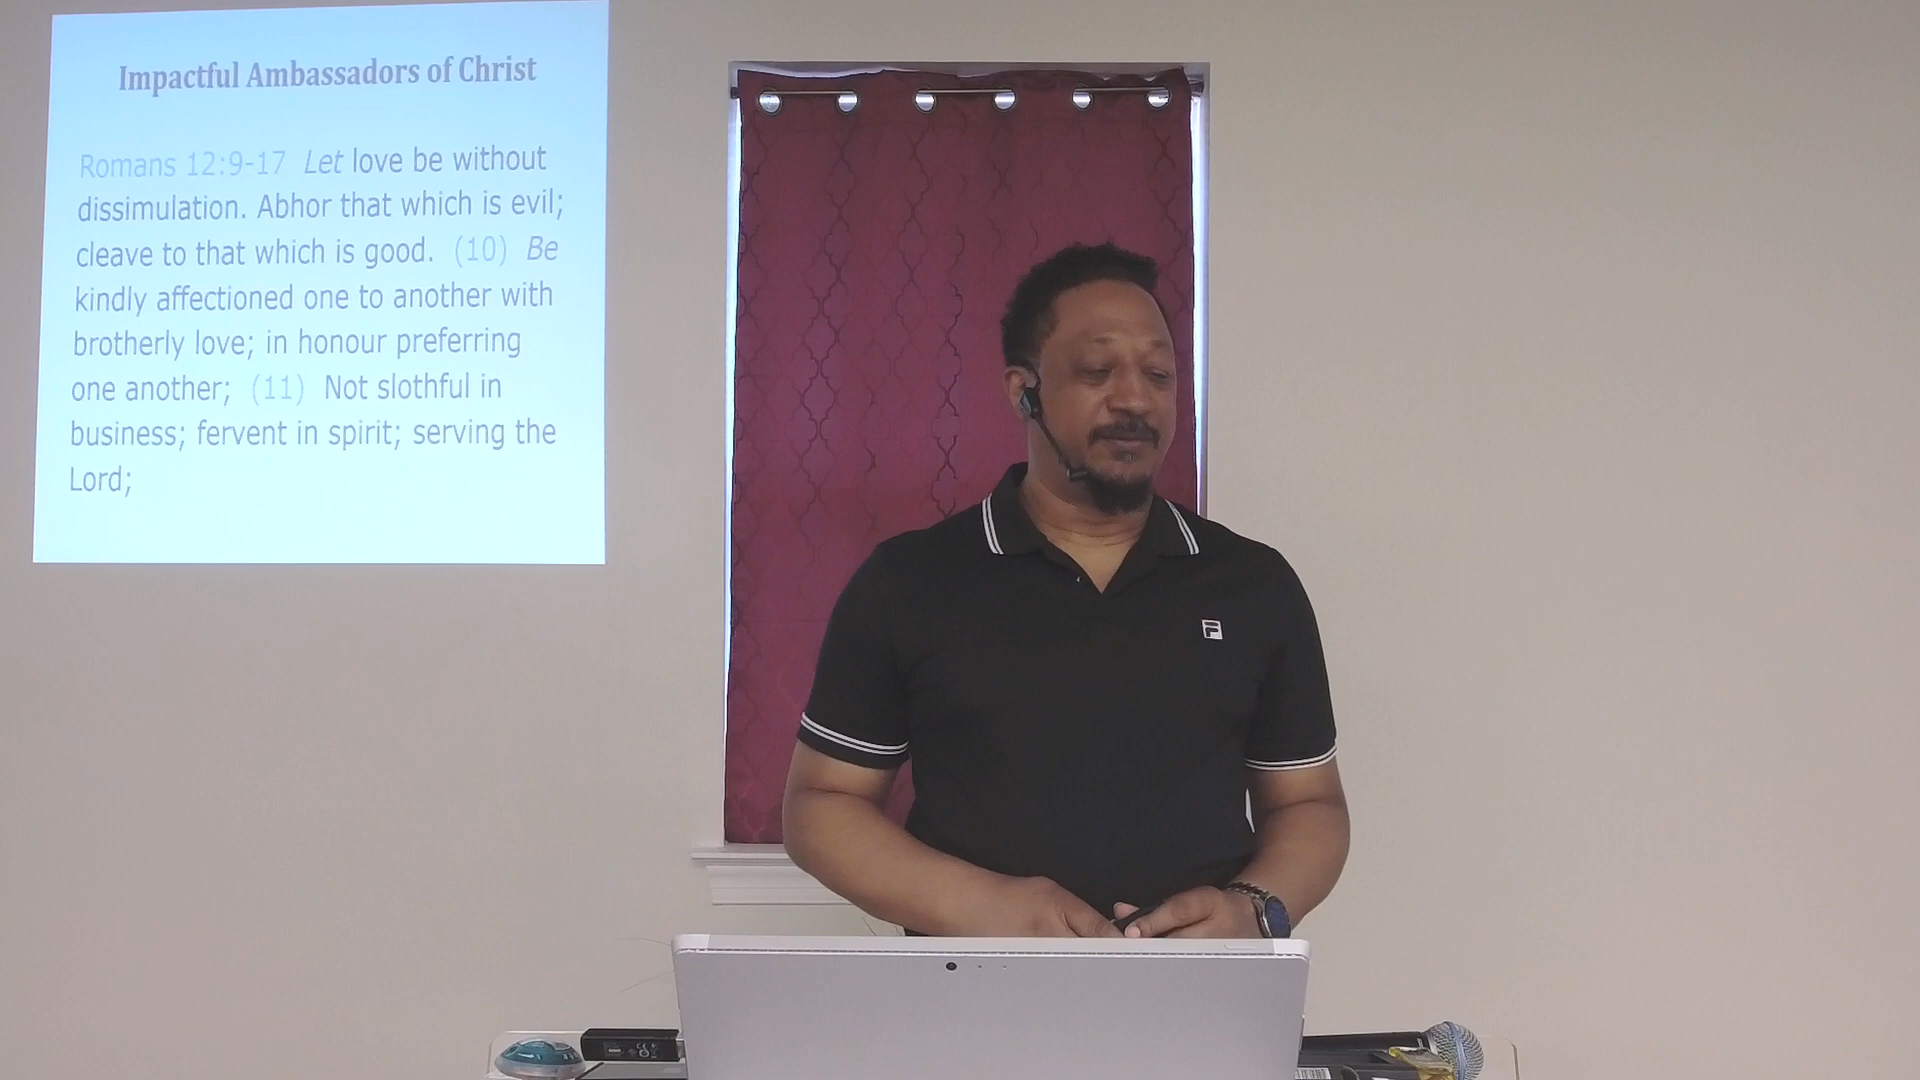 Impactful Ambassadors of Christ
Romans 12:9-17 Let love be without
dissimulation. Abhor that which is evil;
cleave to that which is good. (10) Be
kindly affectioned one to another with
brotherly love; in honour preferring
one another; (11) Not slothful in
business; fervent in spirit; serving the
Lord;